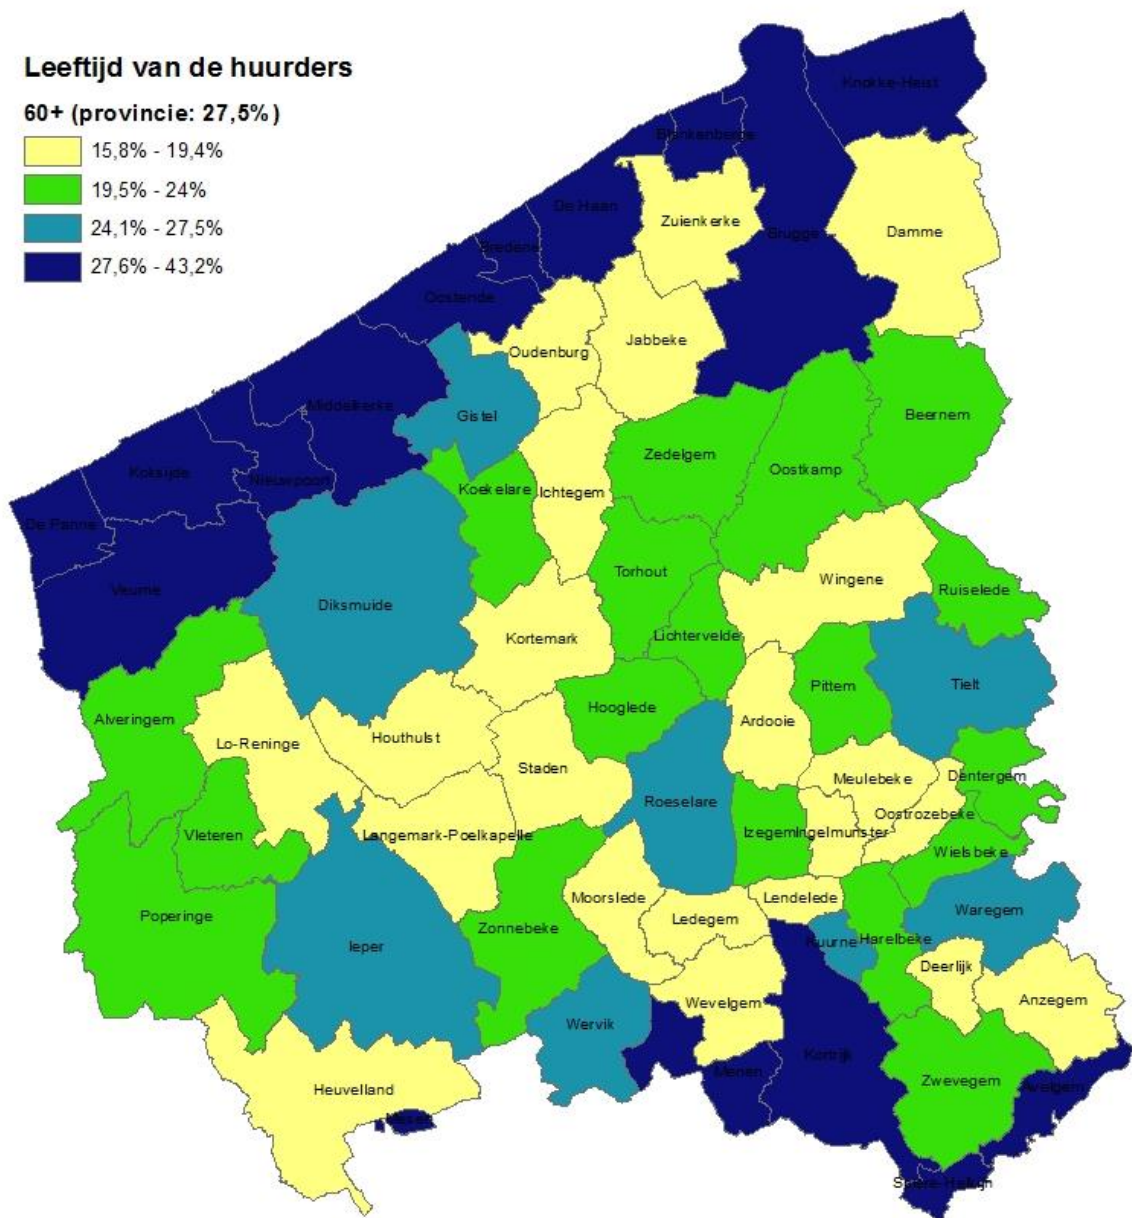 Leeftijd van de huurders
60+ (provincie: 27,5%)
15,8% - 19,4%
19,5% - 24%
24,1% - 27,5%
27,6% - 43,2%
Knokke-Heist
Blankenberge
De Haan
Zuienkerke
Brugge
Damme
Bredene
Oostende
Oudenburg
Jabbeke
Middelkerke
Gistel
Beernem
Zedelgem
Oostkamp
Koksijde
Nieuwpoort
Koekelare
Ichtegem
De Panne
Torhout
Wingene
Veurne
Diksmuide
Ruiselede
Kortemark
Lichtervelde
Pittem
Tielt
Alveringem
Hooglede
Ardooie
Lo-Reninge
Houthulst
Staden
Meulebeke
Dentergem
Roeselare
Oostrozebeke
Vleteren
Langemark-Poelkapelle
Izegem
Ingelmunster
Wielsbeke
Moorslede
Lendelede
Waregem
Poperinge
Ieper
Zonnebeke
Ledegem
Kuurne
Harelbeke
Deerlijk
Wevelgem
Anzegem
Wervik
Kortrijk
Menen
Zwevegem
Avelgem
Heuvelland
Mesen
Spiere-Helkijn